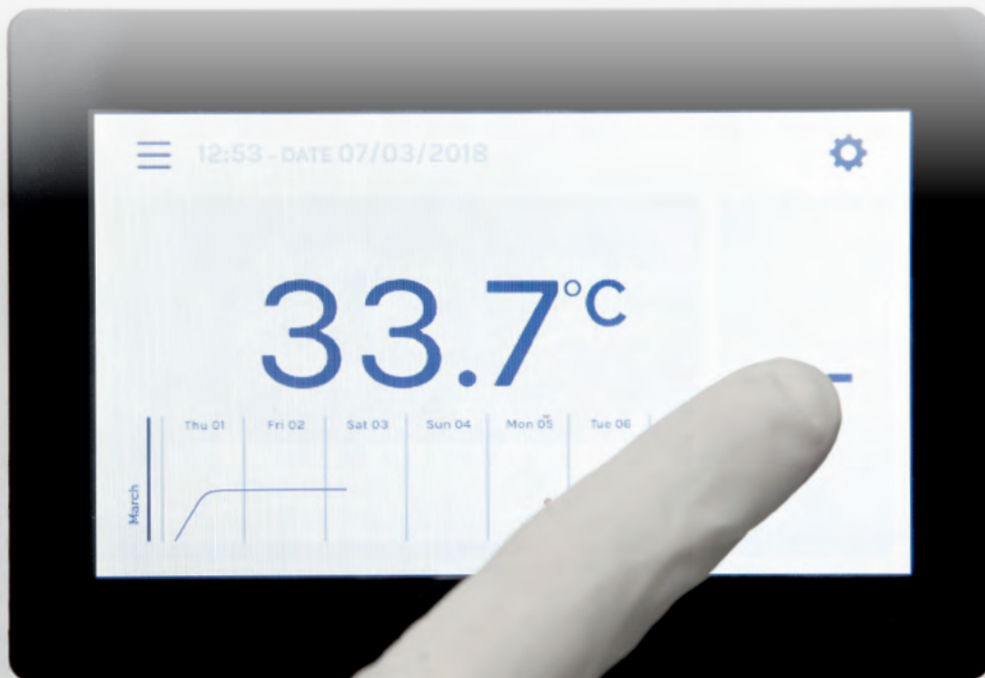 12:53 - DATE 07/03/2018
33.7°C
Thu 01 Fri 02 Sat 03 Sun 04 Mon 05 Tue 06
March